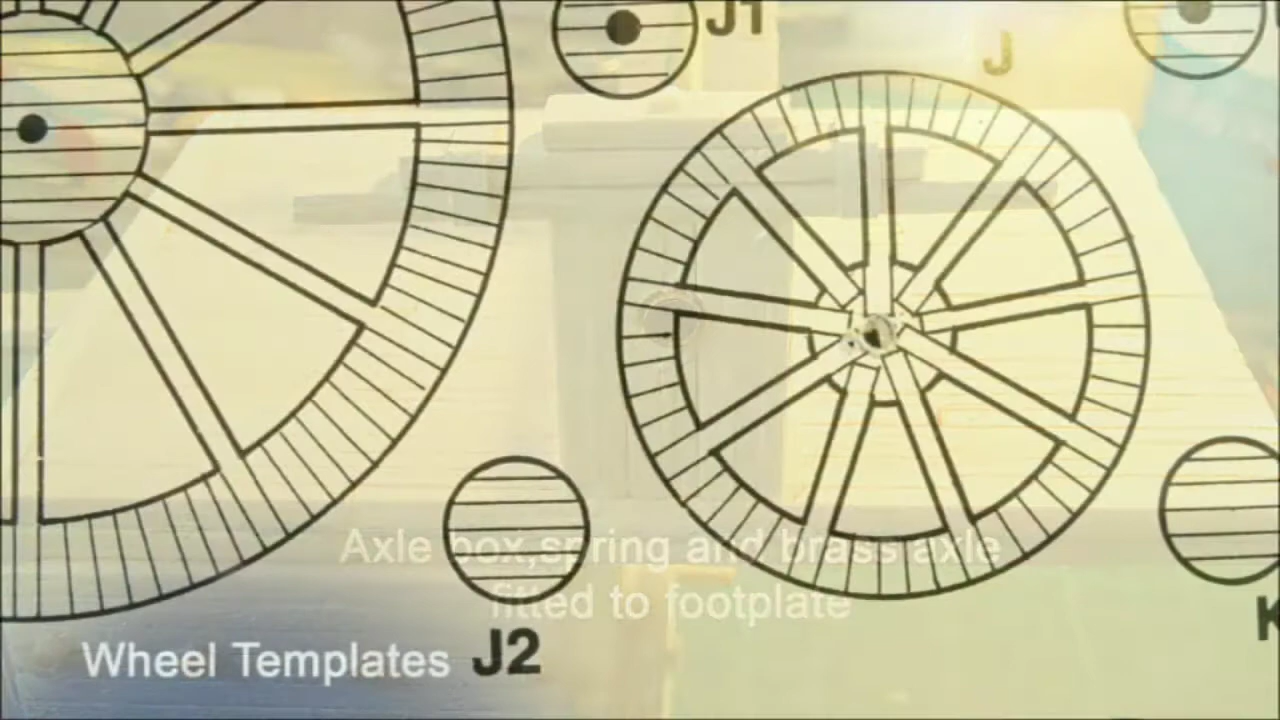 J1
J
Axle box,spring and brass axle
fitted to footplate
Wheel Templates
J2
K